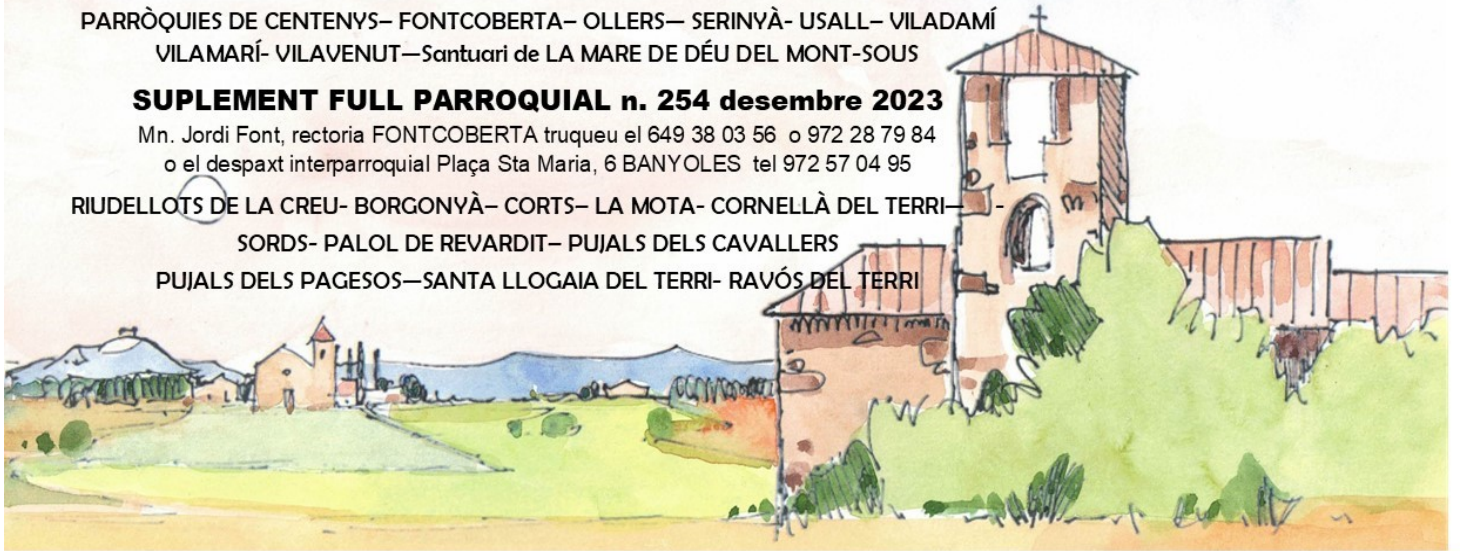 PARRÒQUIES DE CENTENYS– FONTCOBERTA– OLLERS— SERINYÀ- USALL– VILADAMÍ
VILAMARÍ- VILAVENUT—Santuari de LA MARE DE DÉU DEL MONT-SOUS
SUPLEMENT FULL PARROQUIAL n. 254 desembre 2023
Mn. Jordi Font, rectoria FONTCOBERTA truqueu el 649 38 03 56 o 972 28 79 84
o el despaxt interparroquial Plaça Sta Maria, 6 BANYOLES tel 972 57 04 95
RIUDELLOTS DE LA CREU- BORGONYÀ– CORTS– LA MOTA- CORNELLÀ DEL TERRI— -
SORDS- PALOL DE REVARDIT– PUJALS DELS CAVALLERS
PUJALS DELS PAGESOS—SANTA LLOGAIA DEL TERRI- RAVÓS DEL TERRI